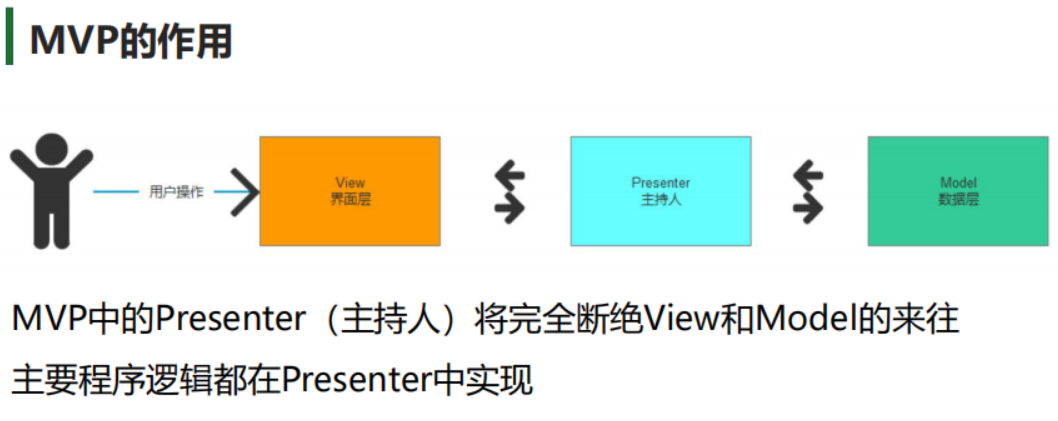 MVP的作用
用户操作
View
界面层
Presenter
主持人
Model
数据层
MVP中的Presenter（主持人）将完全断绝View和Model的来往
主要程序逻辑都在Presenter中实现